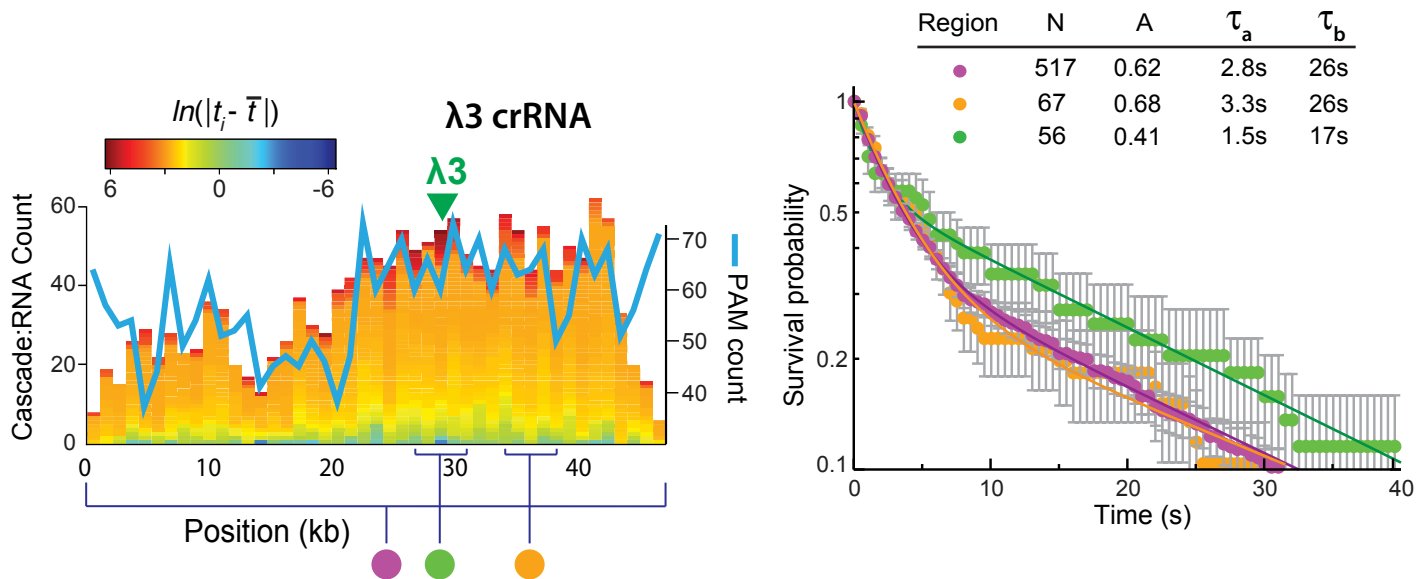 ln(|t_i - t̅|)
6 0 -6
λ3 crRNA
λ3
Cascade:RNA Count
60
40
20
0
70
60
50
40
PAM count
0 10 20 30 40
Position (kb)
Region N A τ_a τ_b
517 0.62 2.8s 26s
67 0.68 3.3s 26s
56 0.41 1.5s 17s
Survival probability
1
0.5
0.2
0.1
0 10 20 30 40
Time (s)